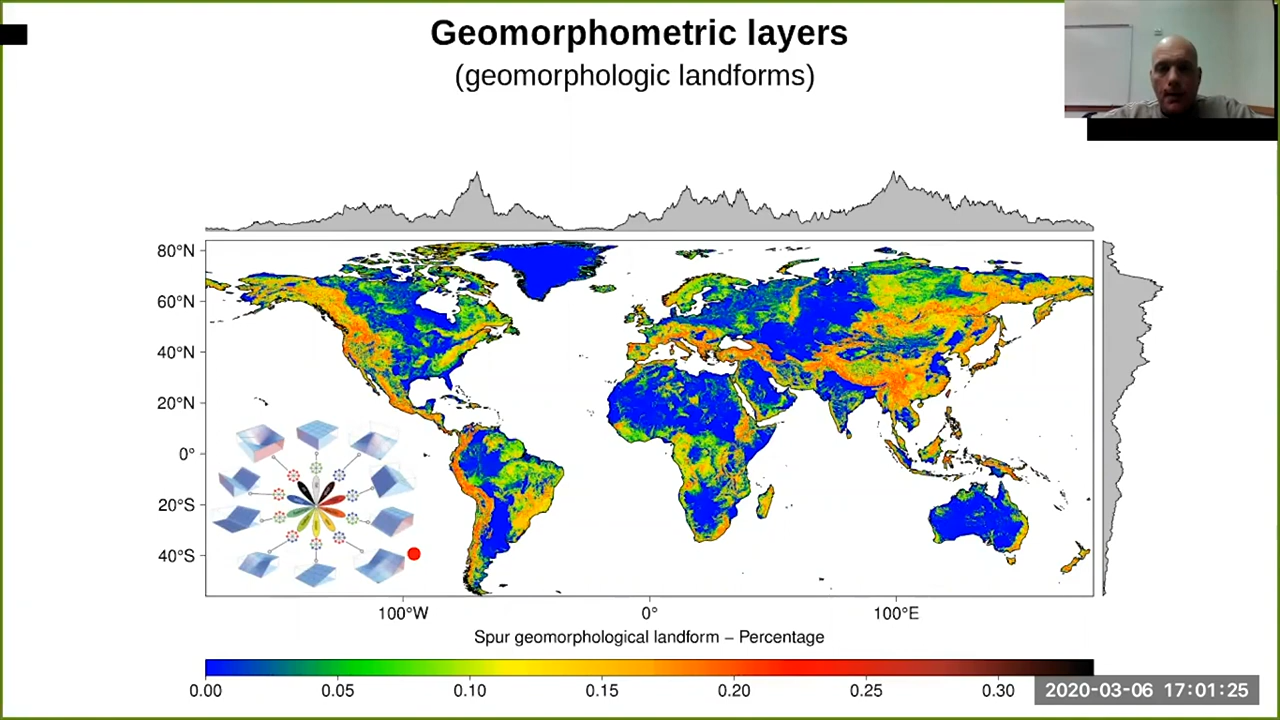 Geomorphometric layers
(geomorphologic landforms)
80°N
60°N
40°N
20°N
0°
20°S
40°S
100°W 0° 100°E
Spur geomorphological landform – Percentage
0.00 0.05 0.10 0.15 0.20 0.25 0.30
2020-03-06 17:01:25